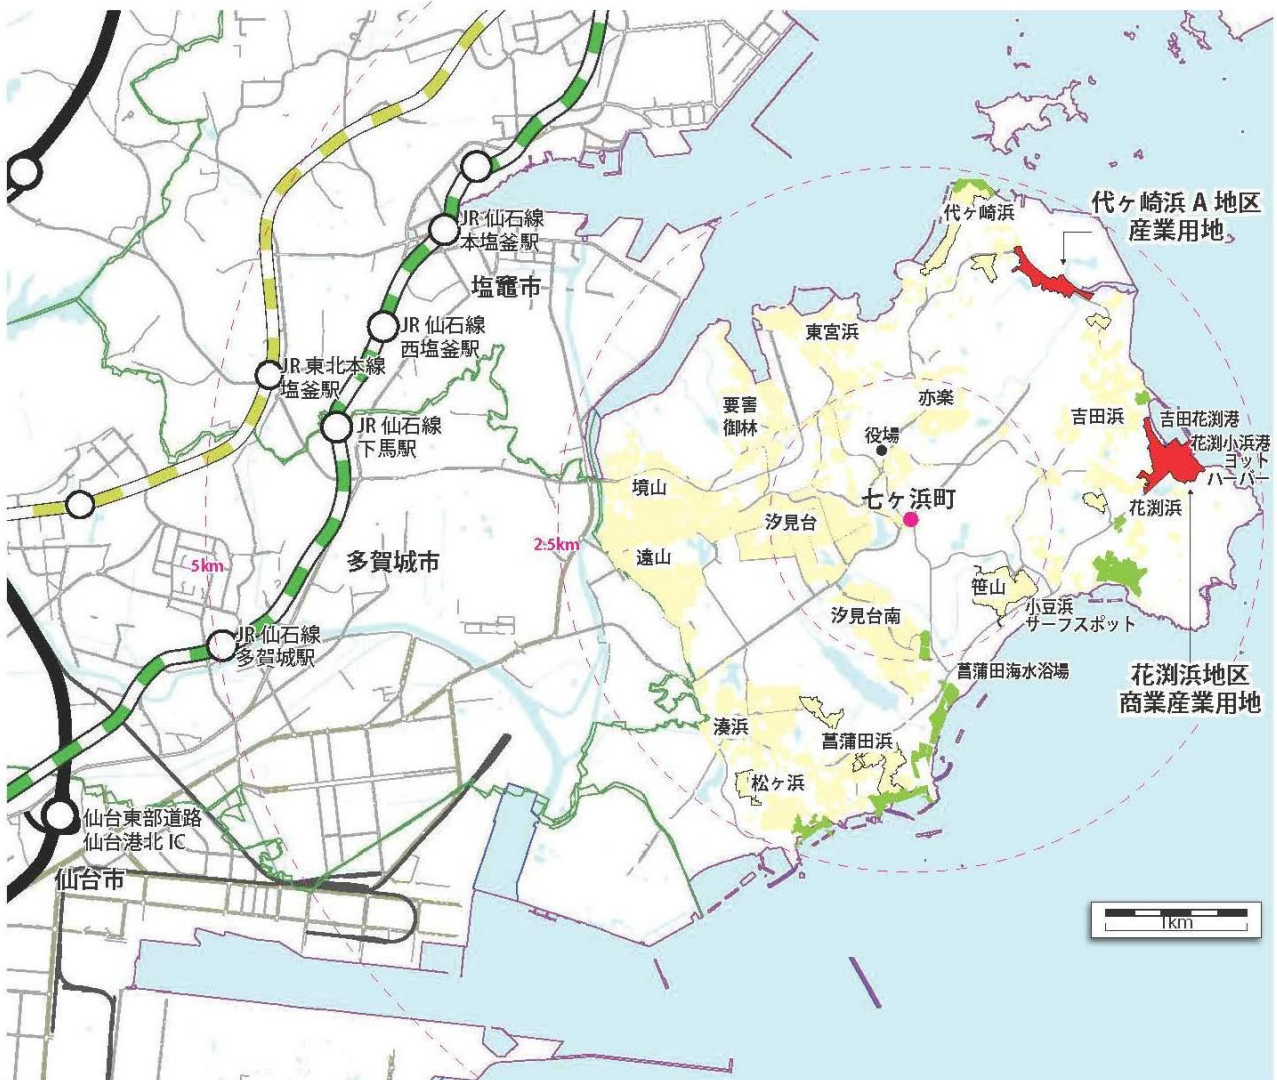 代ヶ崎浜 A 地区
産業用地
代ヶ崎浜
JR 仙石線
本塩釜駅
塩竈市
JR 仙石線
西塩釜駅
東宮浜
JR 東北本線
塩釜駅
要害
御林
亦楽
吉田浜
吉田花渕港
花渕小浜港
ヨット
ハーバー
JR 仙石線
下馬駅
役場
境山
七ヶ浜町
花渕浜
汐見台
2.5km
遠山
5km
多賀城市
笹山
小豆浜
サーフスポット
汐見台南
JR 仙石線
多賀城駅
菖蒲田海水浴場
花渕浜地区
商業産業用地
湊浜
菖蒲田浜
松ヶ浜
仙台東部道路
仙台港北 IC
仙台市
1km